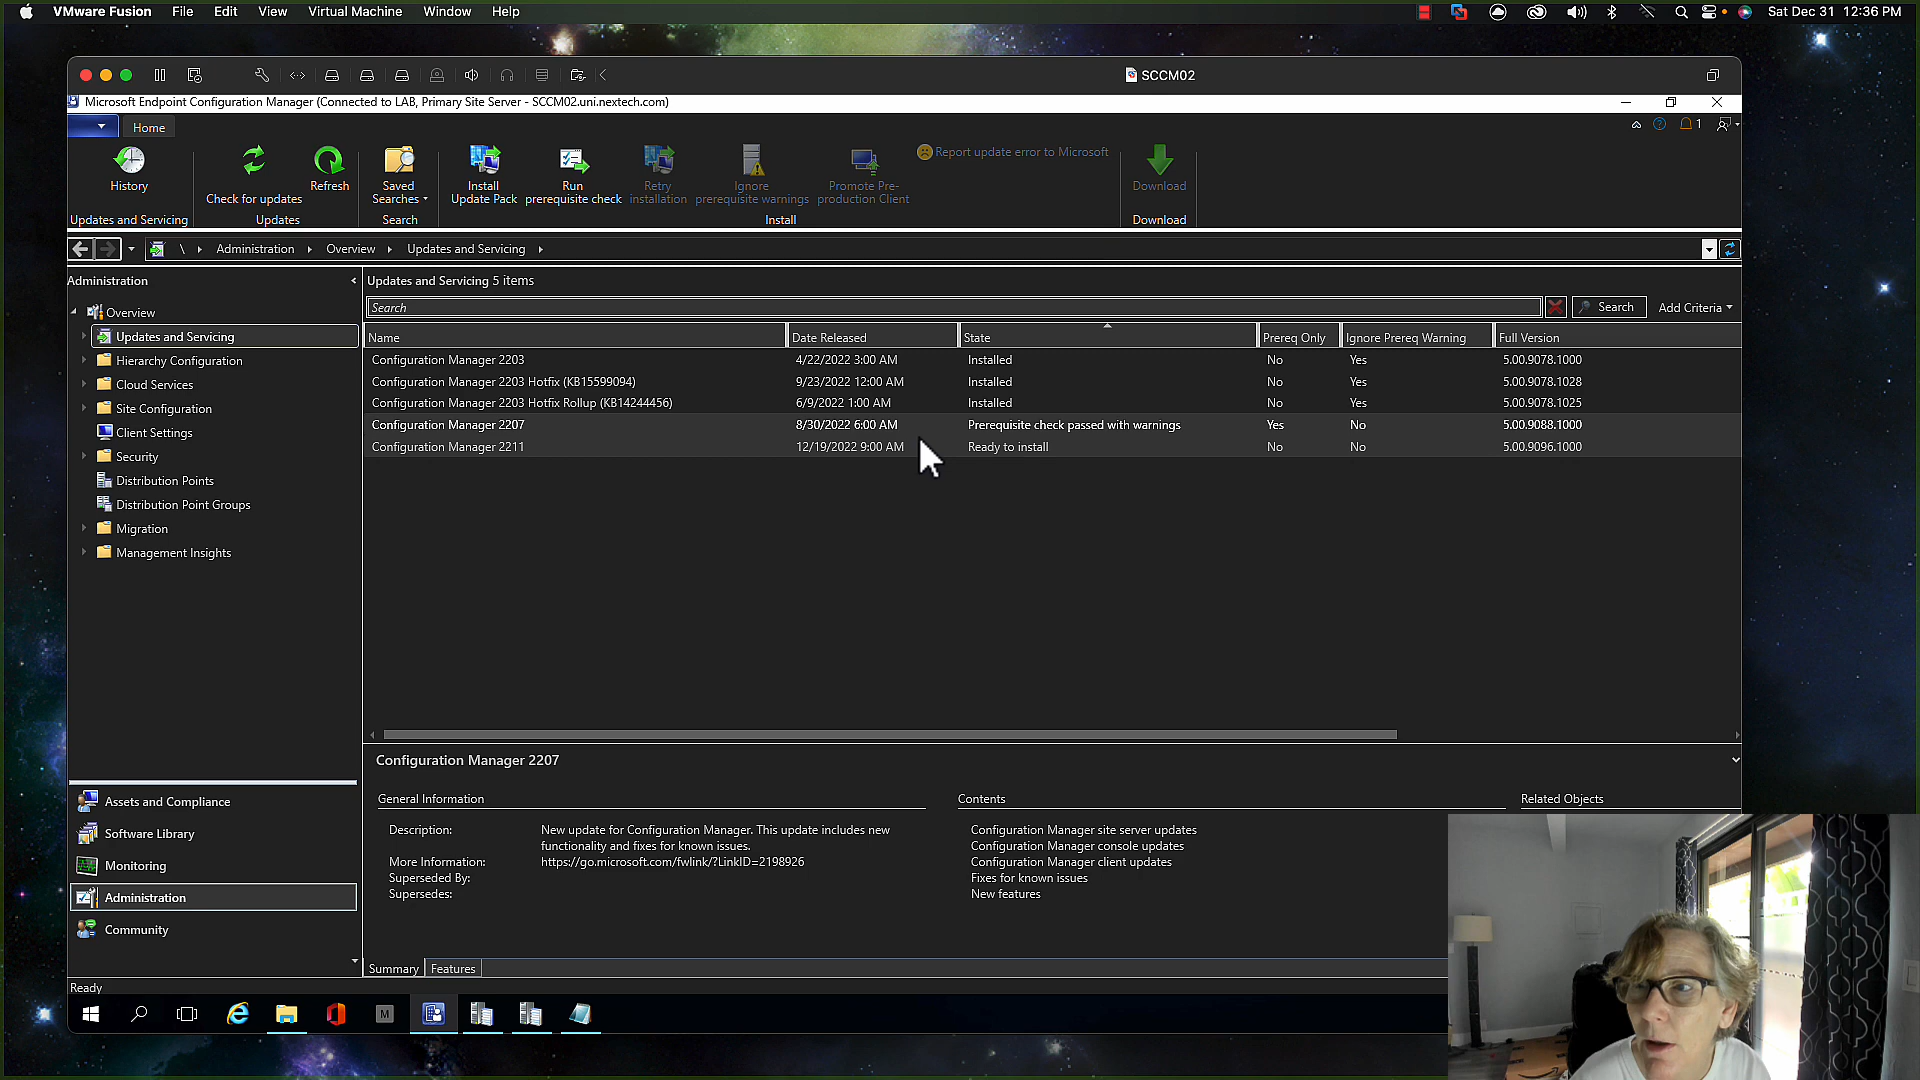 VMware Fusion File Edit View Virtual Machine Window Help Sat Dec 31 12:36 PM
SCCM02
Microsoft Endpoint Configuration Manager (Connected to LAB, Primary Site Server - SCCM02.uni.nextech.com)
Home
1
History
Check for updates
Refresh
Saved Searches
Install Update Pack
Run prerequisite check
Retry installation
Ignore prerequisite warnings
Promote Pre-production Client
Report update error to Microsoft
Download
Updates and Servicing
Updates
Search
Install
Download
\ Administration Overview Updates and Servicing
Administration
Overview
Updates and Servicing
Hierarchy Configuration
Cloud Services
Site Configuration
Client Settings
Security
Distribution Points
Distribution Point Groups
Migration
Management Insights
Assets and Compliance
Software Library
Monitoring
Administration
Community
Updates and Servicing 5 items
Search Search Add Criteria
Name Date Released State Prereq Only Ignore Prereq Warning Full Version
Configuration Manager 2203 4/22/2022 3:00 AM Installed No Yes 5.00.9078.1000
Configuration Manager 2203 Hotfix (KB15599094) 9/23/2022 12:00 AM Installed No Yes 5.00.9078.1028
Configuration Manager 2203 Hotfix Rollup (KB14244456) 6/9/2022 1:00 AM Installed No Yes 5.00.9078.1025
Configuration Manager 2207 8/30/2022 6:00 AM Prerequisite check passed with warnings Yes No 5.00.9088.1000
Configuration Manager 2211 12/19/2022 9:00 AM Ready to install No No 5.00.9096.1000
Configuration Manager 2207
General Information
Description: New update for Configuration Manager. This update includes new
functionality and fixes for known issues.
More Information: https://go.microsoft.com/fwlink/?LinkID=2198926
Superseded By:
Supersedes:
Contents
Configuration Manager site server updates
Configuration Manager console updates
Configuration Manager client updates
Fixes for known issues
New features
Related Objects
Summary Features
Ready
M